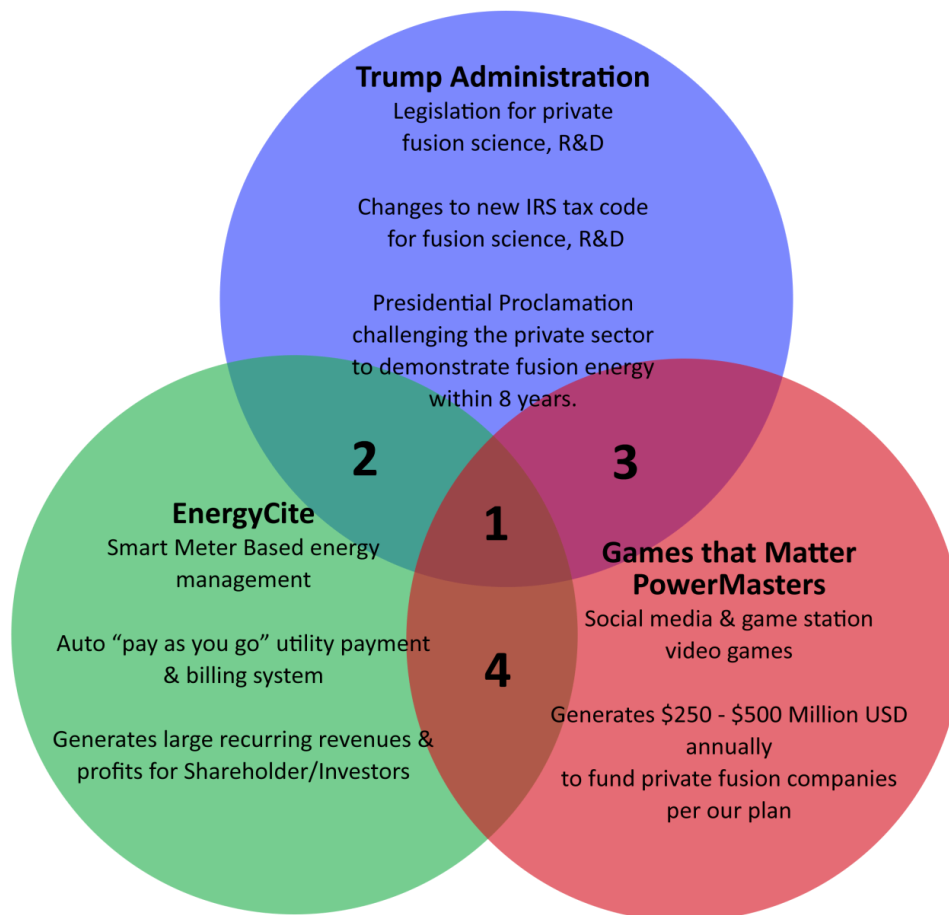 Trump Administration
Legislation for private
fusion science, R&D
Changes to new IRS tax code
for fusion science, R&D
Presidential Proclamation
challenging the private sector
to demonstrate fusion energy
within 8 years.
2
3
1
EnergyCite
Smart Meter Based energy
management
Auto “pay as you go” utility payment
& billing system
Generates large recurring revenues &
profits for Shareholder/Investors
4
Games that Matter
PowerMasters
Social media & game station
video games
Generates $250 - $500 Million USD
annually
to fund private fusion companies
per our plan